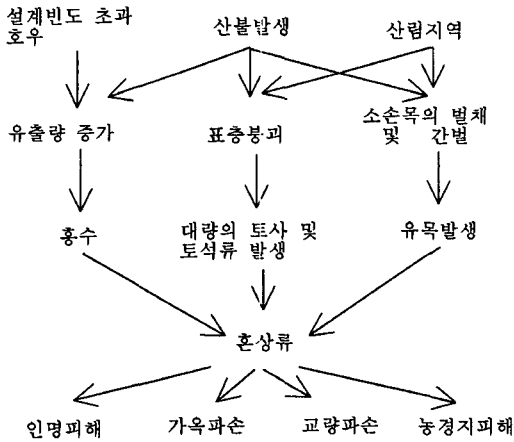 설계빈도 초과
호우
산불발생
산림지역
유출량 증가
표층붕괴
소손목의 벌채
및 간벌
홍수
대량의 토사 및
토석류 발생
유목발생
혼상류
인명피해
가옥파손
교량파손
농경지피해